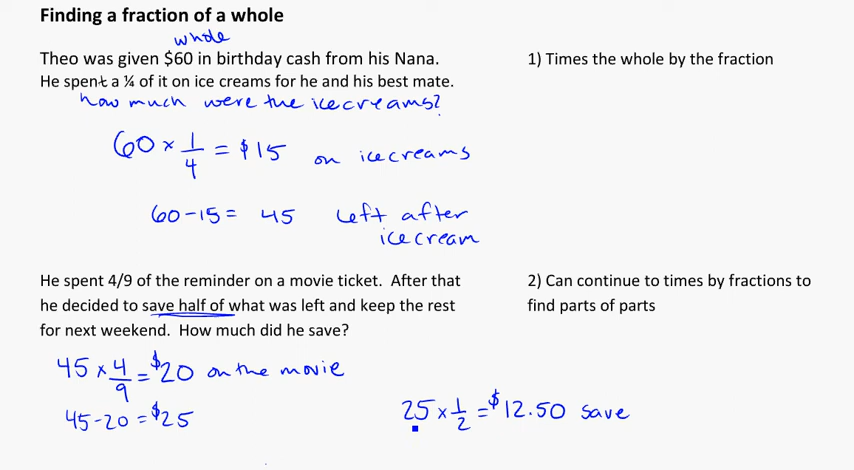 Finding a fraction of a whole
whole
Theo was given $60 in birthday cash from his Nana.
He spent a ¼ of it on ice creams for he and his best mate.
how much were the icecreams?
1) Times the whole by the fraction
60 × 1/4 = $15 on icecreams
60 - 15 = 45 left after
icecream
He spent 4/9 of the reminder on a movie ticket. After that
he decided to save half of what was left and keep the rest
for next weekend. How much did he save?
2) Can continue to times by fractions to
find parts of parts
45 × 4/9 = $20 on the movie
45 - 20 = $25
25 × 1/2 = $12.50 save